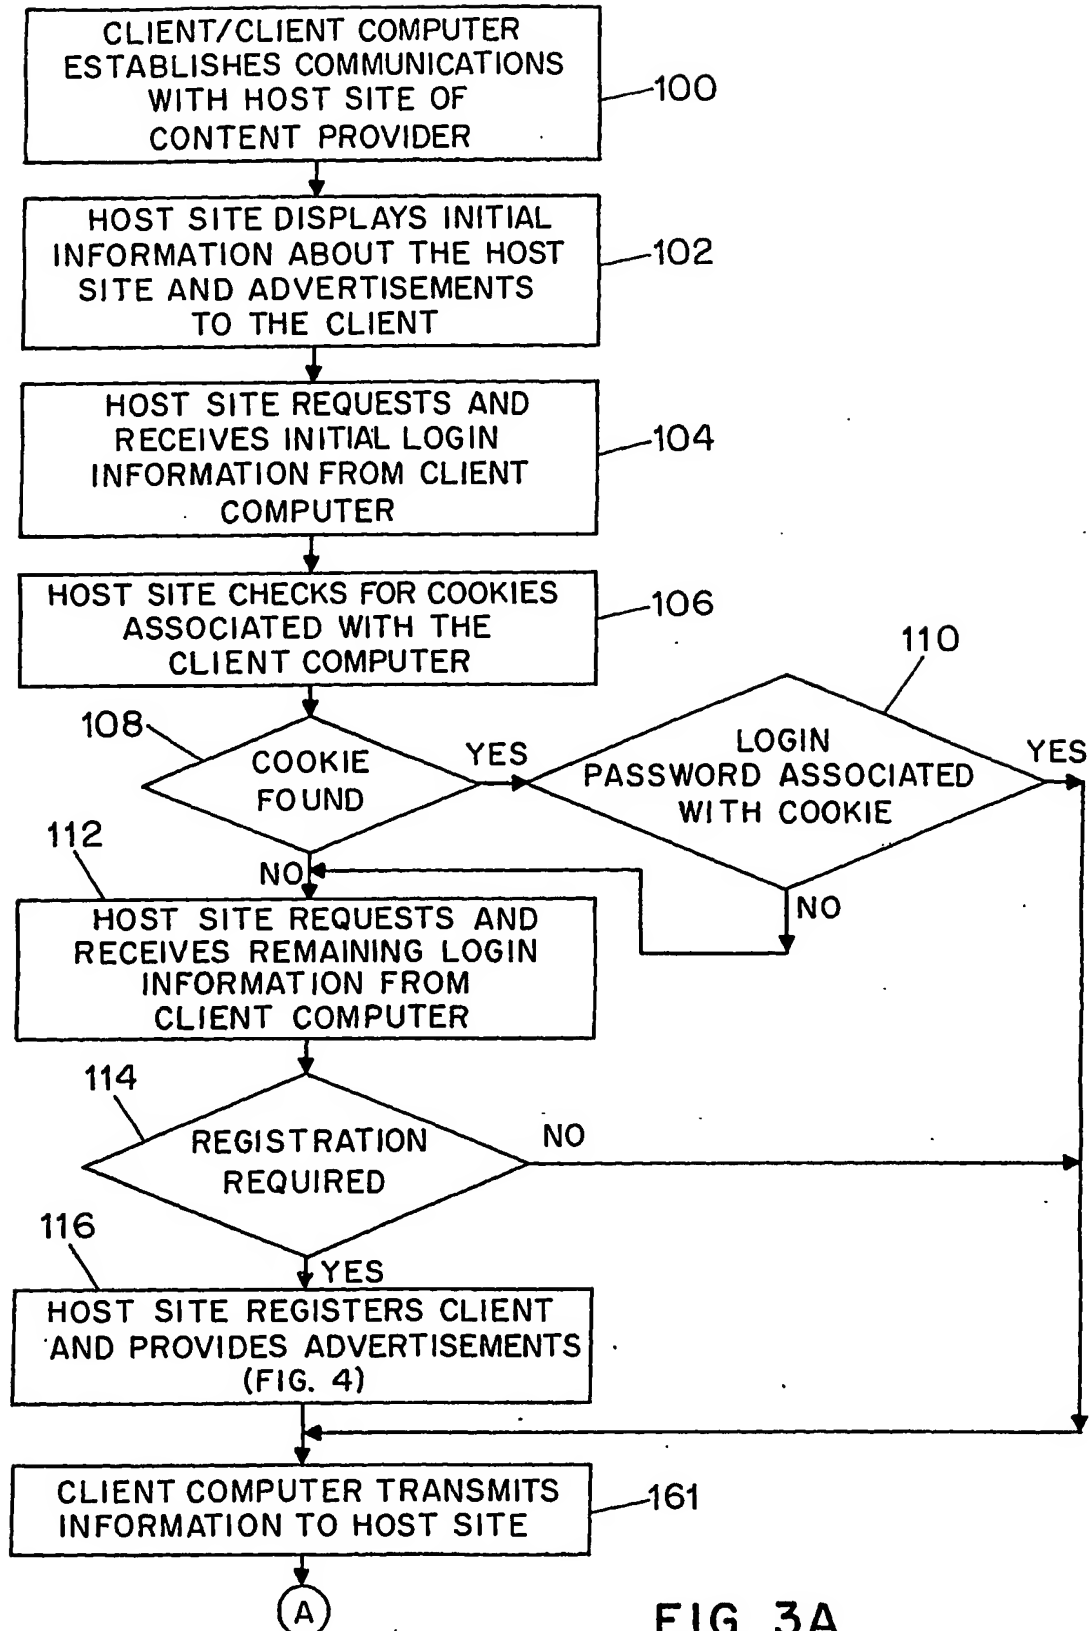 CLIENT/CLIENT COMPUTER
ESTABLISHES COMMUNICATIONS
WITH HOST SITE OF
CONTENT PROVIDER
100
HOST SITE DISPLAYS INITIAL
INFORMATION ABOUT THE HOST
SITE AND ADVERTISEMENTS
TO THE CLIENT
102
HOST SITE REQUESTS AND
RECEIVES INITIAL LOGIN
INFORMATION FROM CLIENT
COMPUTER
104
HOST SITE CHECKS FOR COOKIES
ASSOCIATED WITH THE
CLIENT COMPUTER
106
108
COOKIE
FOUND
YES
NO
110
LOGIN
PASSWORD ASSOCIATED
WITH COOKIE
YES
NO
112
HOST SITE REQUESTS AND
RECEIVES REMAINING LOGIN
INFORMATION FROM
CLIENT COMPUTER
114
REGISTRATION
REQUIRED
NO
YES
116
HOST SITE REGISTERS CLIENT
AND PROVIDES ADVERTISEMENTS
(FIG. 4)
CLIENT COMPUTER TRANSMITS
INFORMATION TO HOST SITE
161
A
FIG 3A